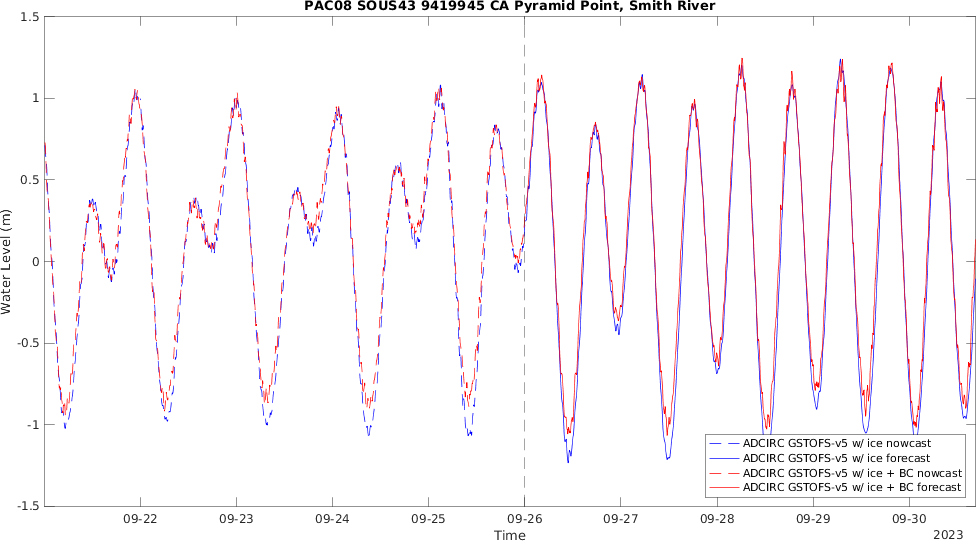 PAC08 SOUS43 9419945 CA Pyramid Point, Smith River
Water Level (m)
1.5
1
0.5
0
-0.5
-1
-1.5
09-22 09-23 09-24 09-25 09-26 09-27 09-28 09-29 09-30
Time
2023
ADCIRC GSTOFS-v5 w/ ice nowcast
ADCIRC GSTOFS-v5 w/ ice forecast
ADCIRC GSTOFS-v5 w/ ice + BC nowcast
ADCIRC GSTOFS-v5 w/ ice + BC forecast